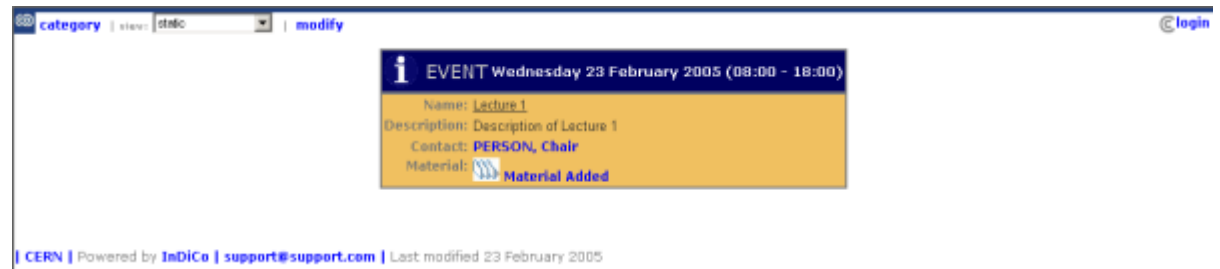 category | view: static | modify
login
EVENT Wednesday 23 February 2005 (08:00 - 18:00)
Name: Lecture 1
Description: Description of Lecture 1
Contact: PERSON, Chair
Material: Material Added
| CERN | Powered by InDiCo | support@support.com | Last modified 23 February 2005